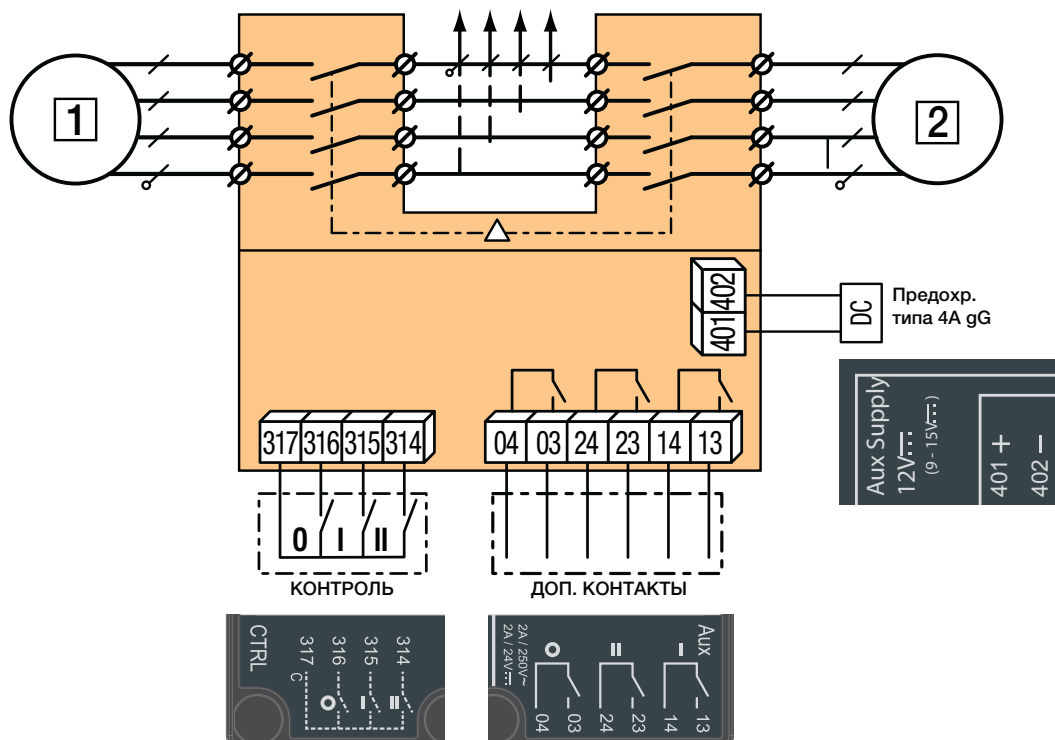 1
2
402
401
DC
Предохр.
типа 4A gG
317 316 315 314
04 03 24 23 14 13
0 I II
КОНТРОЛЬ
ДОП. КОНТАКТЫ
Aux Supply
12V
(9 - 15V)
401 +
402 −
CTRL
317 C
316 O
315 I
314 II
2A / 250V~
2A / 24V
Aux
O II I
04 03 24 23 14 13